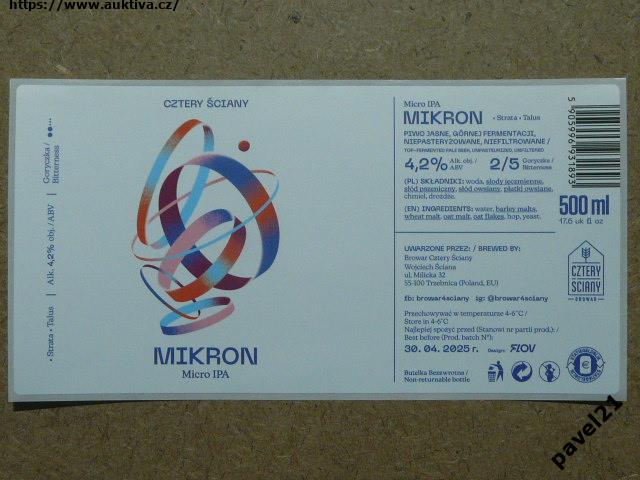 https://www.auktiva.cz/
CZTERY ŚCIANY
MIKRON
Micro IPA
• Strata • Talus | Alk. 4,2% obj./ABV | Goryczka / Bitterness
Micro IPA
MIKRON • Strata • Talus
PIWO JASNE, GÓRNEJ FERMENTACJI,
NIEPASTERYZOWANE, NIEFILTROWANE /
TOP-FERMENTED PALE BEER, UNPASTEURIZED, UNFILTERED
4,2% Alk. obj./ ABV 2/5 Goryczka / Bitterness
(PL) SKŁADNIKI: woda, słody jęczmienne,
słód pszeniczny, słód owsiany, płatki owsiane,
chmiel, drożdże.
(EN) INGREDIENTS: water, barley malts,
wheat malt, oat malt, oat flakes, hop, yeast.
5 905996 931893
500 ml
17.6 uk fl oz
UWARZONE PRZEZ: / BREWED BY:
Browar Cztery Ściany
Wojciech Ściana
ul. Milicka 32
55-100 Trzebnica (Poland, EU)
fb: browar4sciany ig: @browar4sciany
CZTERY
ŚCIANY
BROWAR
Przechowywać w temperaturze 4-6°C /
Store in 4-6°C
Najlepiej spożyć przed (Stanowi nr partii prod.): /
Best before (Prod. batch N°):
30. 04. 2025 r. Design: FLOV
Butelka Bezzwrotna /
Non-returnable bottle
pavel21